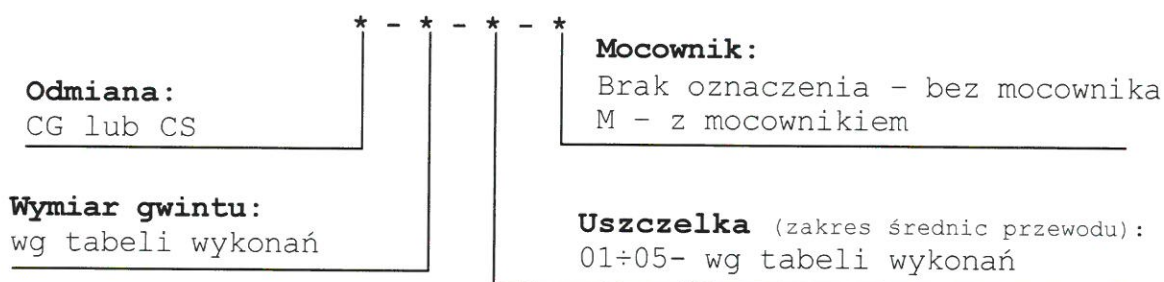 * - * - * - *
Mocownik:
Brak oznaczenia - bez mocownika
M - z mocownikiem
Odmiana:
CG lub CS
Wymiar gwintu:
wg tabeli wykonań
Uszczelka (zakres średnic przewodu):
01÷05- wg tabeli wykonań